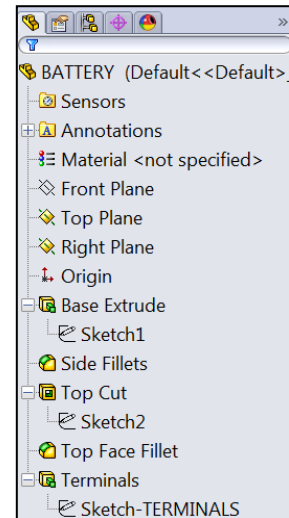 »
BATTERY (Default<<Default>_
Sensors
A Annotations
Material <not specified>
Front Plane
Top Plane
Right Plane
Origin
Base Extrude
Sketch1
Side Fillets
Top Cut
Sketch2
Top Face Fillet
Terminals
Sketch-TERMINALS